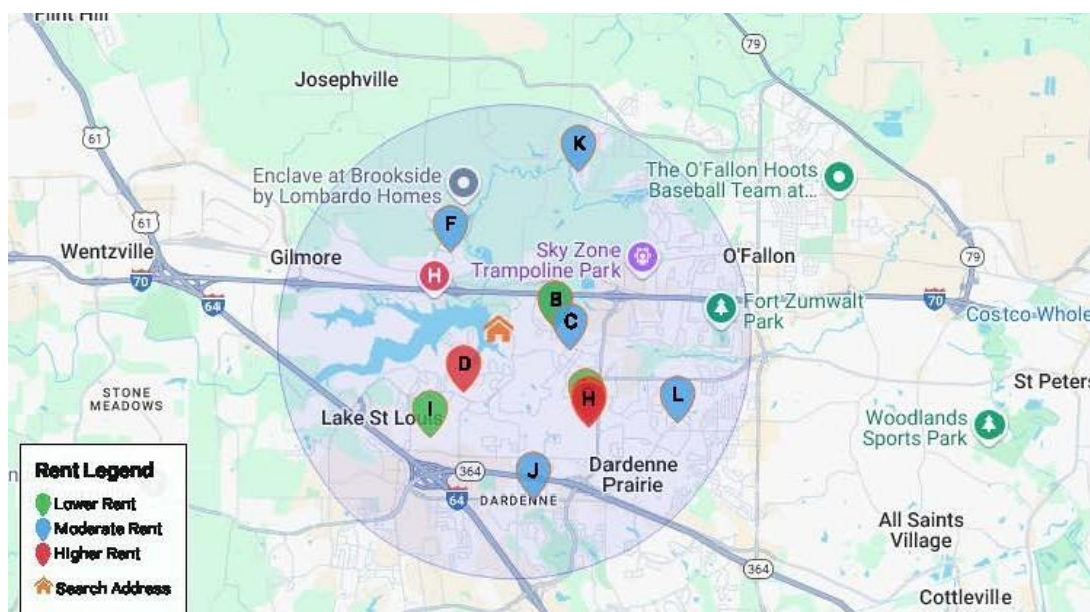 Flint Hill
79
Josephville
61
K
Enclave at Brookside
by Lombardo Homes
The O'Fallon Hoots
Baseball Team at...
61
F
Wentzville
Gilmore
Sky Zone
Trampoline Park
O'Fallon
79
H
70
64
B
C
Fort Zumwalt
Park
70
Costco Whole
D
STONE
MEADOWS
I
Lake St Louis
H
L
St Peters
Woodlands
Sports Park
J
364
64
DARDENNE
Dardenne
Prairie
All Saints
Village
364
Cottleville
Rent Legend
Lower Rent
Moderate Rent
Higher Rent
Search Address